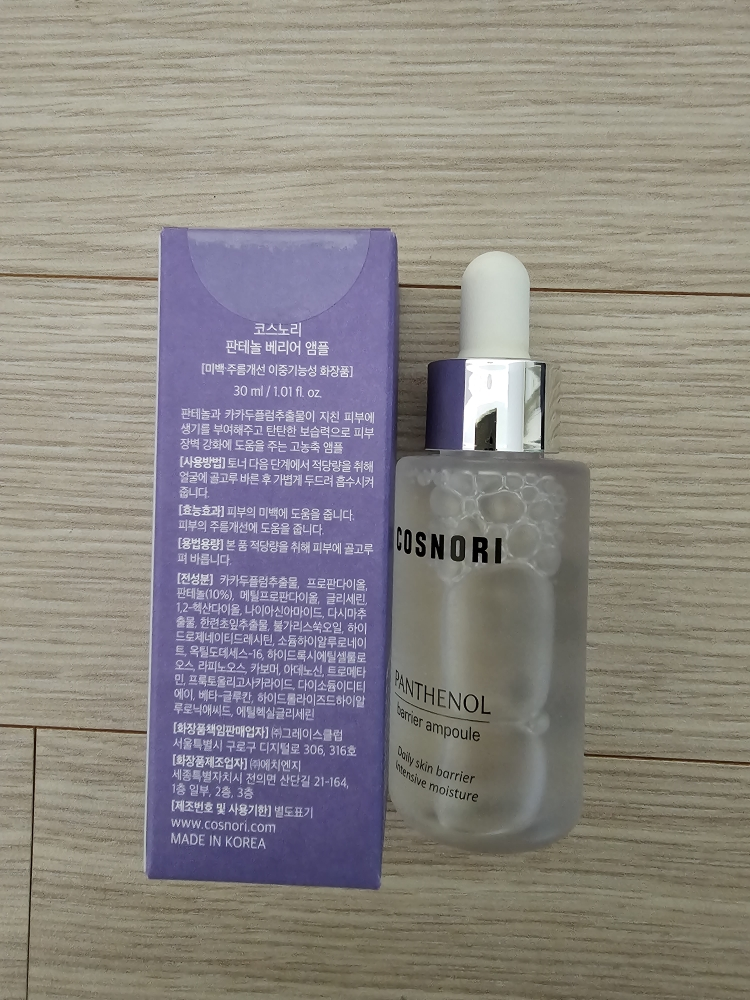 코스노리
판테놀 베리어 앰플
[미백·주름개선 이중기능성 화장품]
30 ml / 1.01 fl. oz.
판테놀과 카카두플럼추출물이 지친 피부에
생기를 부여해주고 탄탄한 보습력으로 피부
장벽 강화에 도움을 주는 고농축 앰플
[사용방법] 토너 다음 단계에서 적당량을 취해
얼굴에 골고루 바른 후 가볍게 두드려 흡수시켜
줍니다.
[효능효과] 피부의 미백에 도움을 줍니다.
피부의 주름개선에 도움을 줍니다.
[용법용량] 본 품 적당량을 취해 피부에 골고루
펴 바릅니다.
[전성분] 카카두플럼추출물, 프로판다이올,
판테놀(10%), 메틸프로판다이올, 글리세린,
1,2-헥산다이올, 나이아신아마이드, 다시마추
출물, 한련초잎추출물, 불가리스쑥오일, 하이
드로제네이티드레시틴, 소듐하이알루로네이
트, 옥틸도데세스-16, 하이드록시에틸셀룰로
오스, 라피노오스, 카보머, 아데노신, 트로메타
민, 프룩토올리고사카라이드, 다이소듐이디티
에이, 베타-글루칸, 하이드롤라이즈드하이알
루로닉애씨드, 에틸헥실글리세린
[화장품책임판매업자] ㈜그레이스클럽
서울특별시 구로구 디지털로 306, 316호
[화장품제조업자] ㈜에치엔지
세종특별자치시 전의면 산단길 21-164,
1층 일부, 2층, 3층
[제조번호 및 사용기한] 별도표기
www.cosnori.com
MADE IN KOREA
COSNORI
PANTHENOL
barrier ampoule
Daily skin barrier
intensive moisture